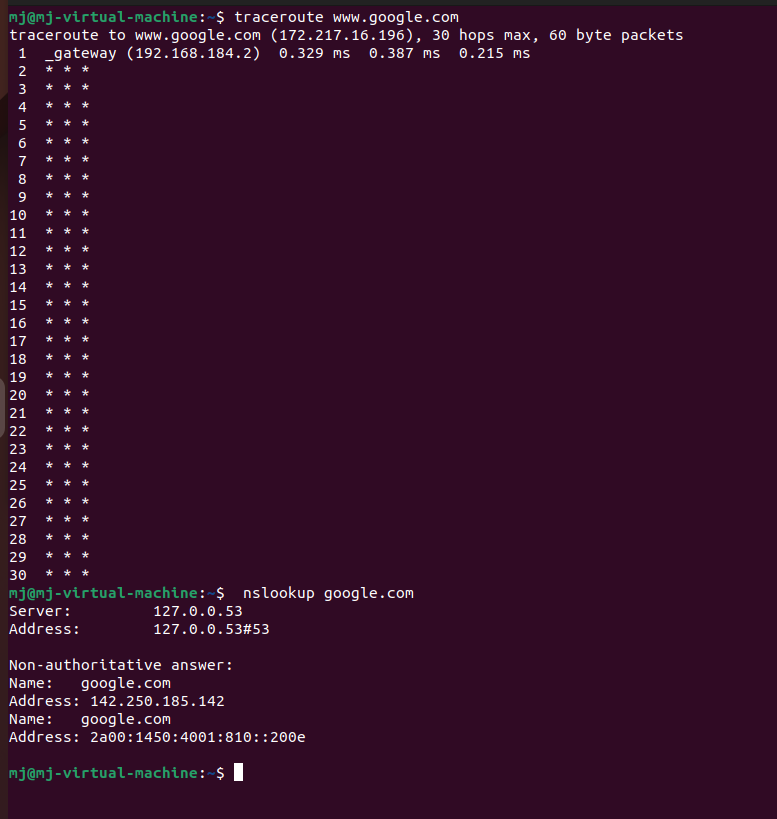 mj@mj-virtual-machine:~$ traceroute www.google.com
traceroute to www.google.com (172.217.16.196), 30 hops max, 60 byte packets
 1  _gateway (192.168.184.2)  0.329 ms  0.387 ms  0.215 ms
 2  * * *
 3  * * *
 4  * * *
 5  * * *
 6  * * *
 7  * * *
 8  * * *
 9  * * *
10  * * *
11  * * *
12  * * *
13  * * *
14  * * *
15  * * *
16  * * *
17  * * *
18  * * *
19  * * *
20  * * *
21  * * *
22  * * *
23  * * *
24  * * *
25  * * *
26  * * *
27  * * *
28  * * *
29  * * *
30  * * *
mj@mj-virtual-machine:~$  nslookup google.com
Server:         127.0.0.53
Address:        127.0.0.53#53

Non-authoritative answer:
Name:   google.com
Address: 142.250.185.142
Name:   google.com
Address: 2a00:1450:4001:810::200e

mj@mj-virtual-machine:~$